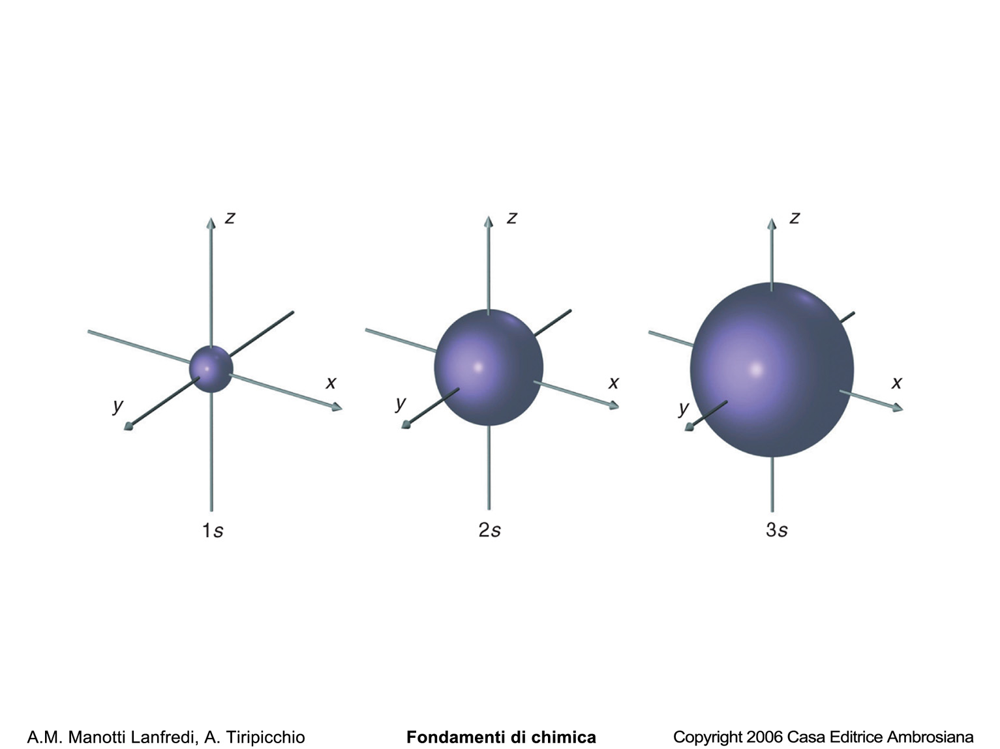 z
z
z
x
x
x
y
y
y
1s
2s
3s
A.M. Manotti Lanfredi, A. Tiripicchio
Fondamenti di chimica
Copyright 2006 Casa Editrice Ambrosiana